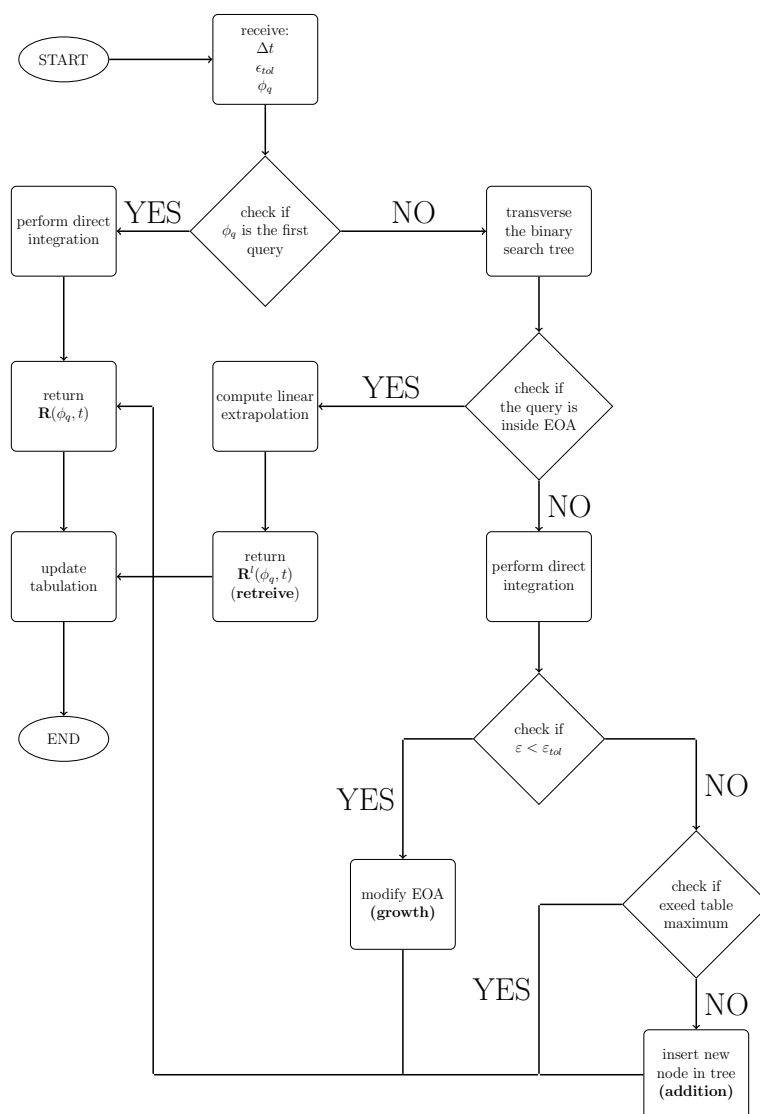 START
receive:
Δt
ϵ_tol
ϕ_q
perform direct
integration
YES
check if
ϕ_q is the first
query
NO
transverse
the binary
search tree
return
R(ϕ_q, t)
compute linear
extrapolation
YES
check if
the query is
inside EOA
NO
update
tabulation
return
R^l(ϕ_q, t)
(retreive)
perform direct
integration
END
check if
ε < ε_tol
YES
NO
modify EOA
(growth)
check if
exeed table
maximum
YES
NO
insert new
node in tree
(addition)